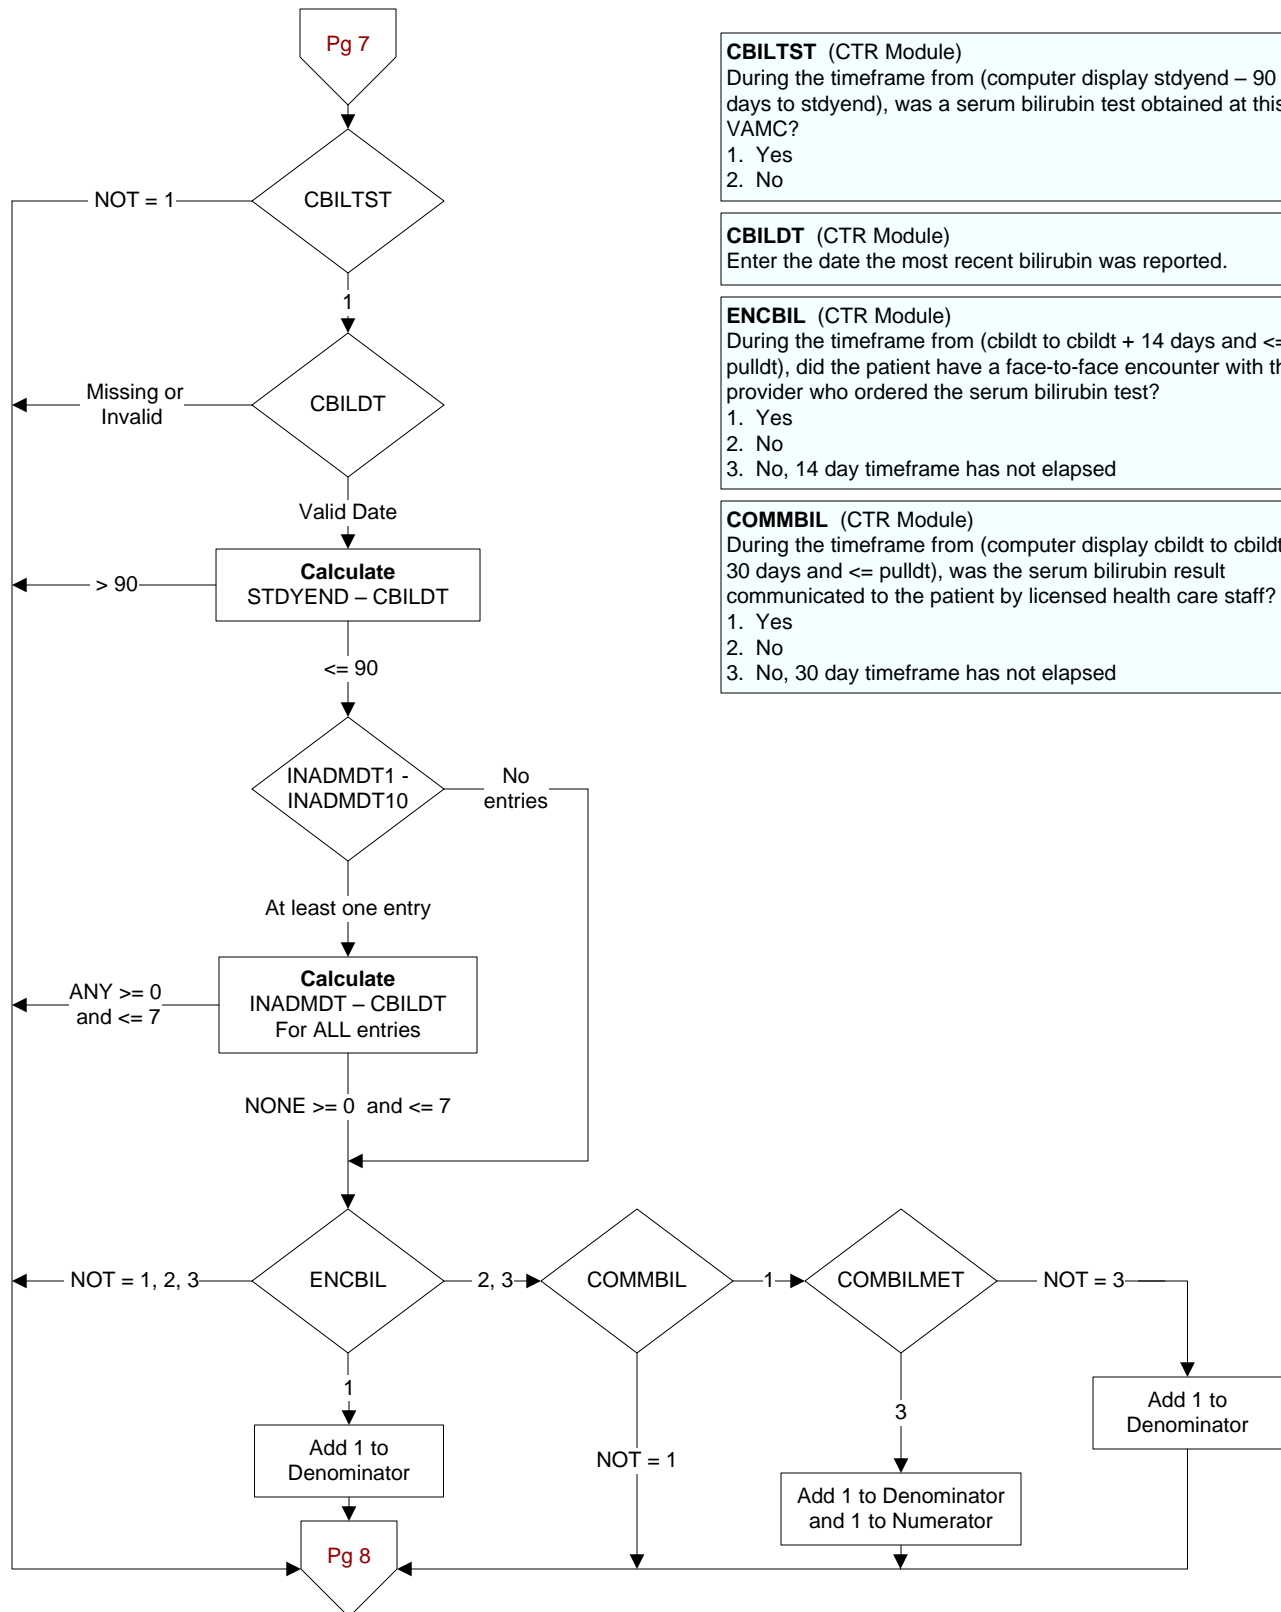 Pg 7
CBILTST (CTR Module)
During the timeframe from (computer display stdyend – 90
days to stdyend), was a serum bilirubin test obtained at this
VAMC?
1. Yes
2. No
CBILDT (CTR Module)
Enter the date the most recent bilirubin was reported.
ENCBIL (CTR Module)
During the timeframe from (cbildt to cbildt + 14 days and <=
pulldt), did the patient have a face-to-face encounter with th
provider who ordered the serum bilirubin test?
1. Yes
2. No
3. No, 14 day timeframe has not elapsed
COMMBIL (CTR Module)
During the timeframe from (computer display cbildt to cbildt
30 days and <= pulldt), was the serum bilirubin result
communicated to the patient by licensed health care staff?
1. Yes
2. No
3. No, 30 day timeframe has not elapsed
NOT = 1
CBILTST
1
Missing or
Invalid
CBILDT
Valid Date
> 90
Calculate
STDYEND – CBILDT
<= 90
INADMDT1 -
INADMDT10
No
entries
At least one entry
ANY >= 0
and <= 7
Calculate
INADMDT – CBILDT
For ALL entries
NONE >= 0 and <= 7
NOT = 1, 2, 3
ENCBIL
2, 3
COMMBIL
1
COMBILMET
NOT = 3
1
3
Add 1 to
Denominator
Add 1 to
Denominator
NOT = 1
Add 1 to Denominator
and 1 to Numerator
Pg 8